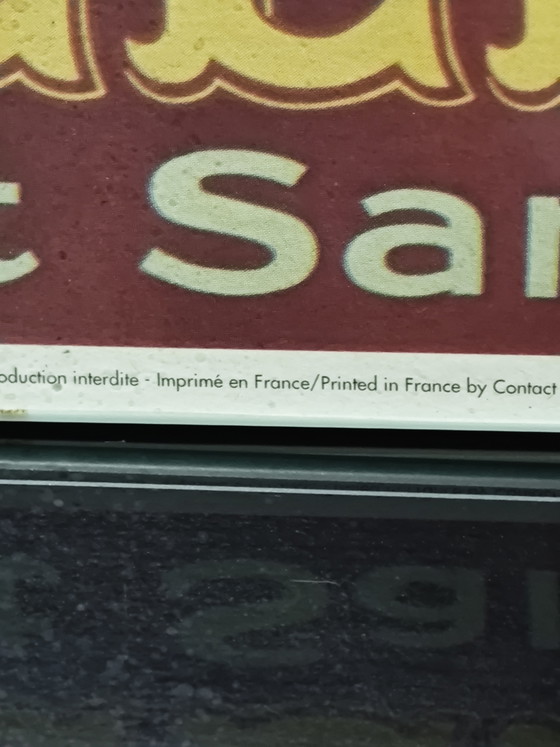 t Sar
oduction interdite - Imprimé en France/Printed in France by Contact